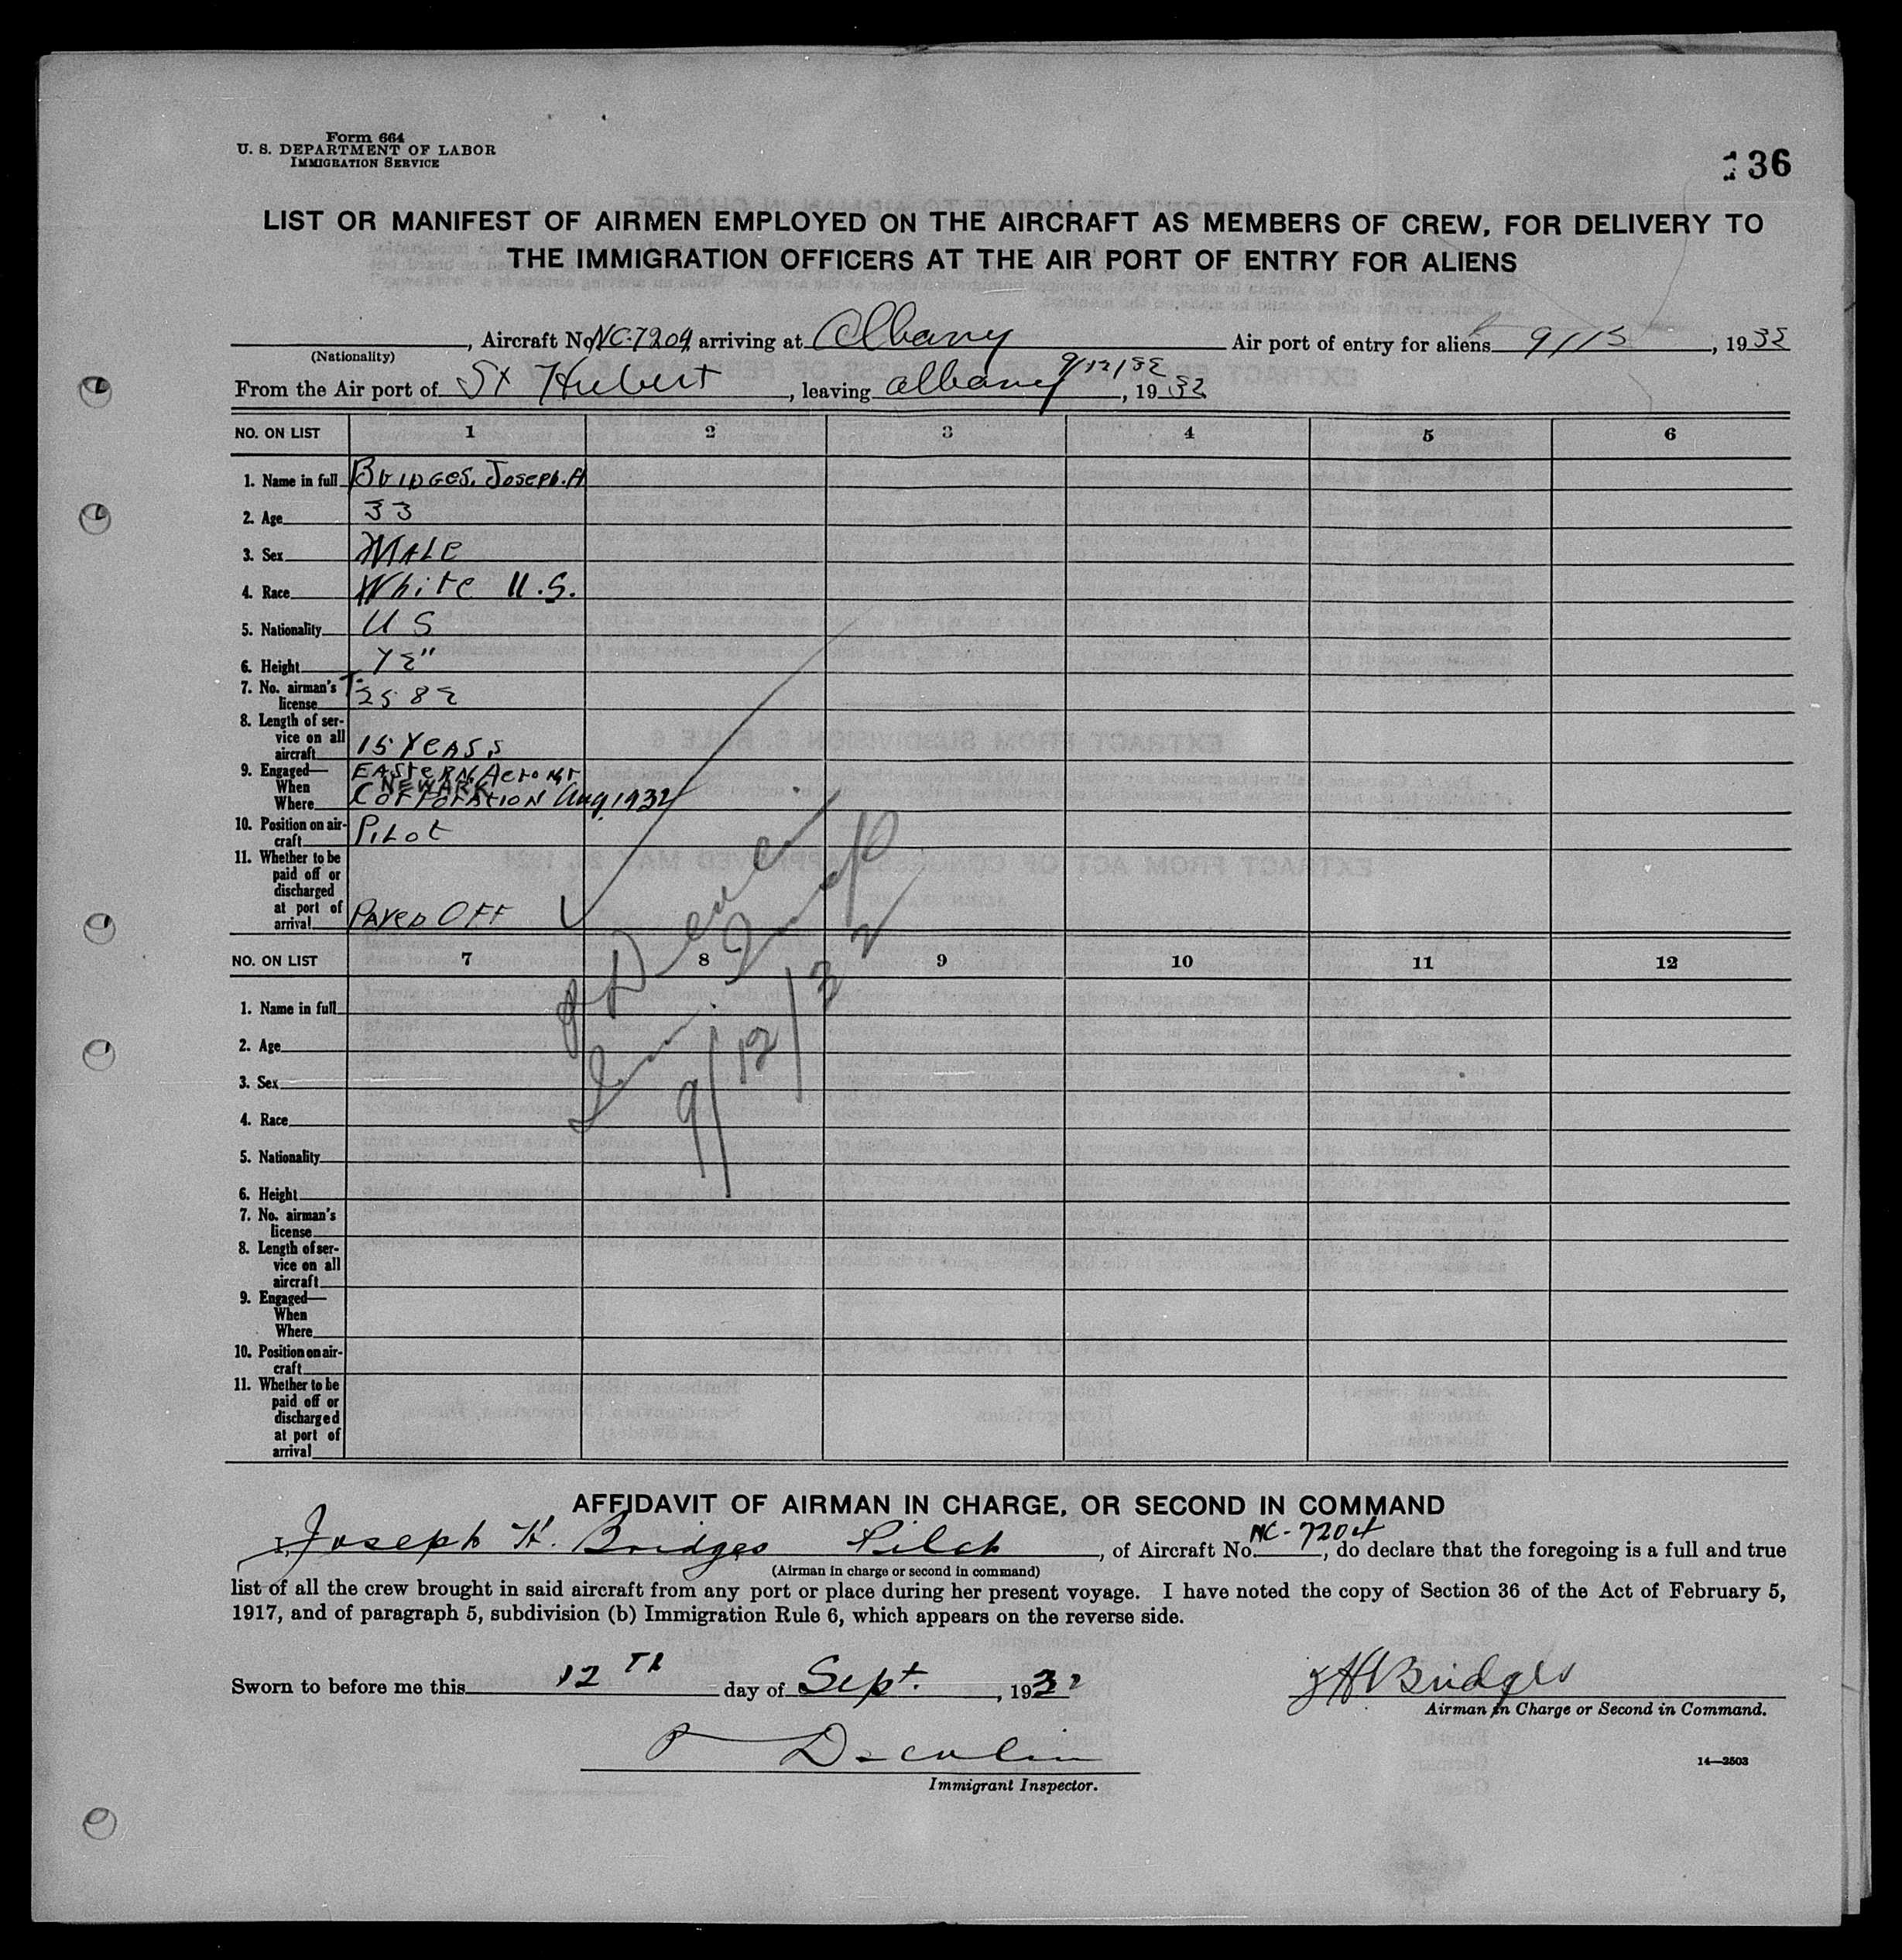 Form 664
U. S. DEPARTMENT OF LABOR
IMMIGRATION SERVICE
136
LIST OR MANIFEST OF AIRMEN EMPLOYED ON THE AIRCRAFT AS MEMBERS OF CREW, FOR DELIVERY TO
THE IMMIGRATION OFFICERS AT THE AIR PORT OF ENTRY FOR ALIENS
, Aircraft No. NC-7204 arriving at Albany Air port of entry for aliens 9/12, 1932
(Nationality)
9/12/32
From the Air port of St Hubert, leaving albany, 1932
NO. ON LIST 1 2 3 4 5 6
1. Name in full Bridges, Joseph. H
2. Age 33
3. Sex MALe
4. Race White U.S.
5. Nationality U S
6. Height 72"
7. No. airman's T-
license 2582
8. Length of ser-
vice on all
aircraft 15 YeArs
9. Engaged— EASTERN Aero
When NEWARK
Where CorporATION Aug, 1932
10. Position on air-
craft PiLot
11. Whether to be
paid off or
discharged
at port of
arrival PAyeD OFF
Imm. Insp
9/12/32
NO. ON LIST 7 8 9 10 11 12
1. Name in full
2. Age
3. Sex
4. Race
5. Nationality
6. Height
7. No. airman's
license
8. Length of ser-
vice on all
aircraft
9. Engaged—
When
Where
10. Position on air-
craft
11. Whether to be
paid off or
discharged
at port of
arrival
AFFIDAVIT OF AIRMAN IN CHARGE, OR SECOND IN COMMAND
I, Joseph H. Bridges Pilot, of Aircraft No. NC-7204, do declare that the foregoing is a full and true
(Airman in charge or second in command)
list of all the crew brought in said aircraft from any port or place during her present voyage. I have noted the copy of Section 36 of the Act of February 5,
1917, and of paragraph 5, subdivision (b) Immigration Rule 6, which appears on the reverse side.
Sworn to before me this 12 Th day of Sept., 1932
J H Bridges
Airman in Charge or Second in Command.
Immigrant Inspector.
14—2503